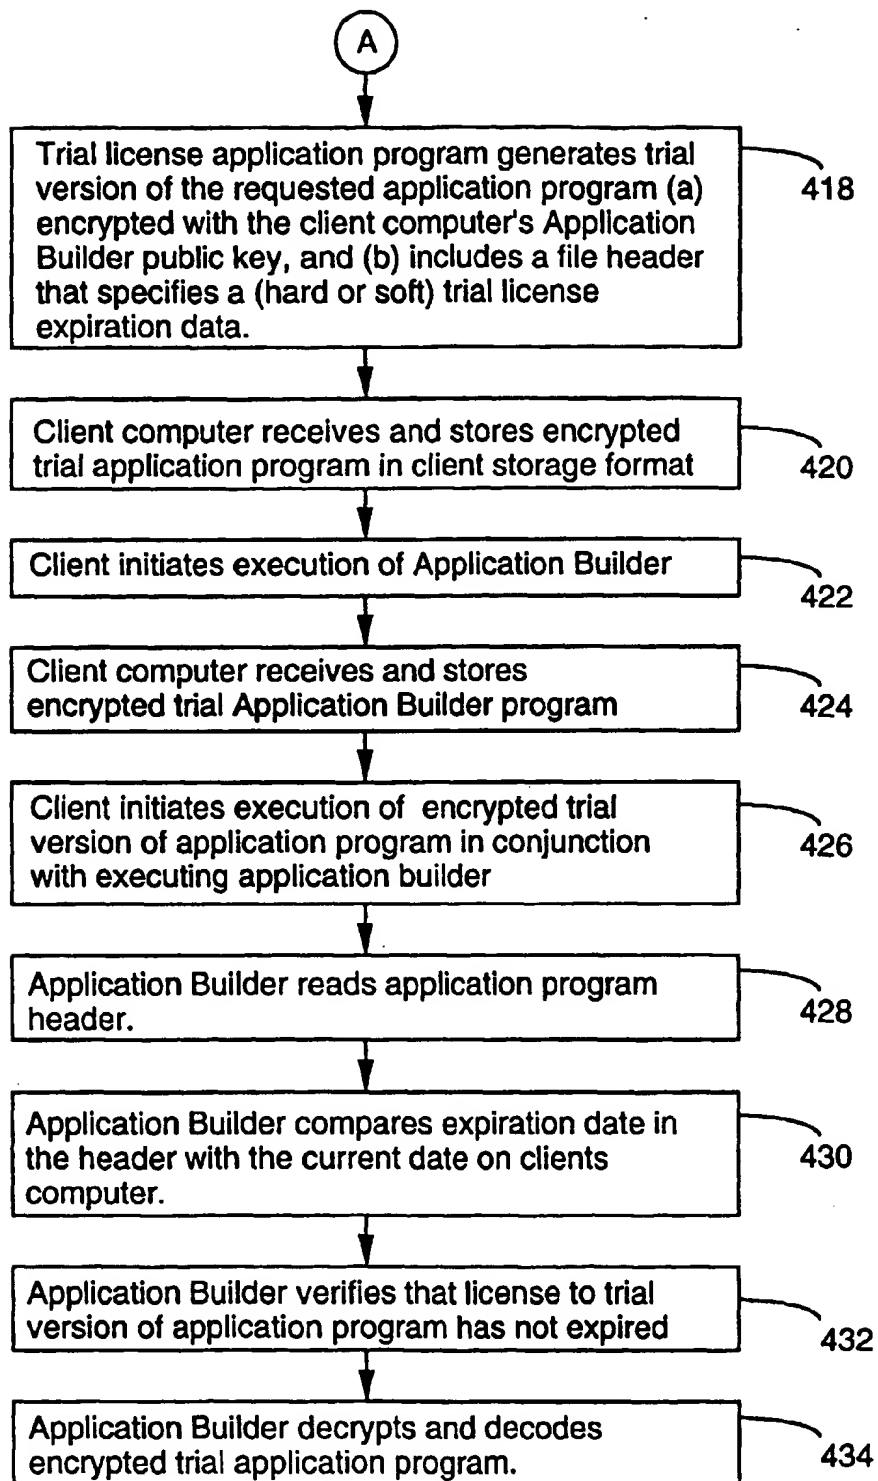 A
Trial license application program generates trial
version of the requested application program (a)
encrypted with the client computer's Application
Builder public key, and (b) includes a file header
that specifies a (hard or soft) trial license
expiration data.
418
Client computer receives and stores encrypted
trial application program in client storage format
420
Client initiates execution of Application Builder
422
Client computer receives and stores
encrypted trial Application Builder program
424
Client initiates execution of encrypted trial
version of application program in conjunction
with executing application builder
426
Application Builder reads application program
header.
428
Application Builder compares expiration date in
the header with the current date on clients
computer.
430
Application Builder verifies that license to trial
version of application program has not expired
432
Application Builder decrypts and decodes
encrypted trial application program.
434